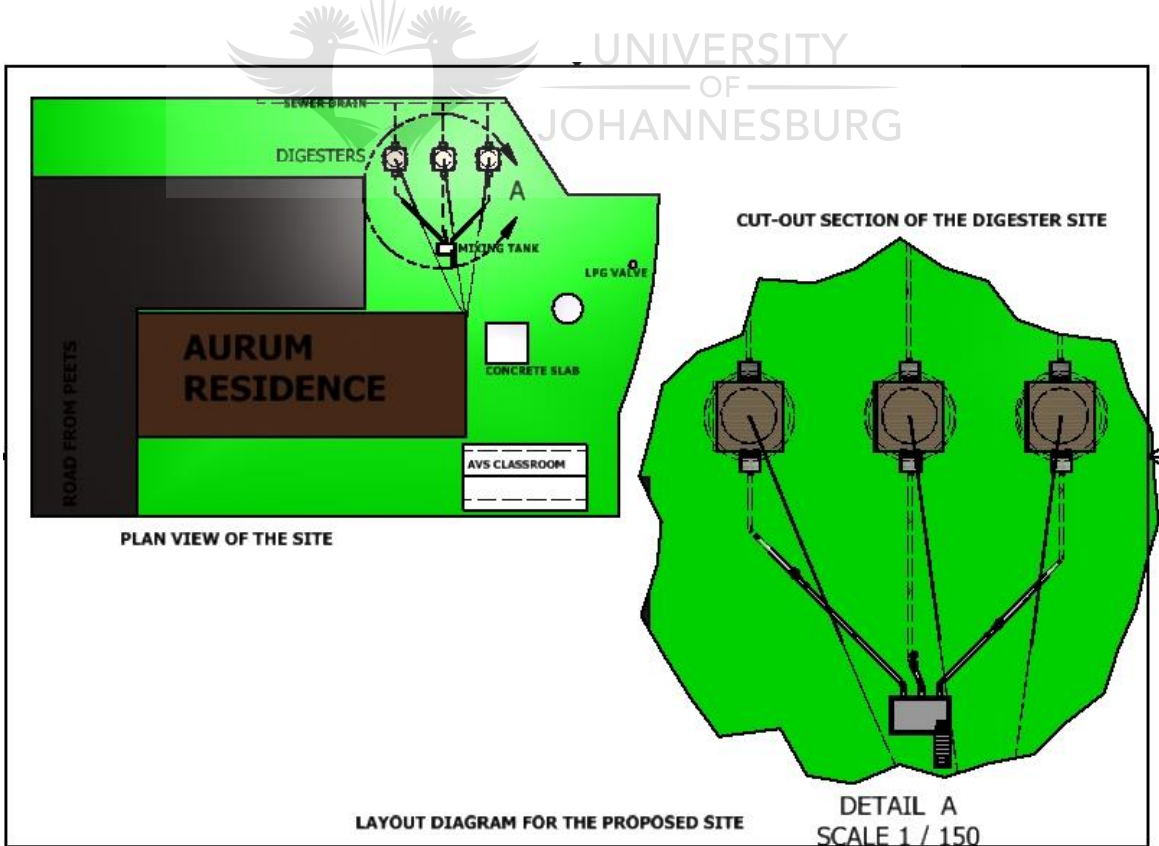 UNIVERSITY
OF
JOHANNESBURG
SEWER DRAIN
DIGESTERS
A
MIXING TANK
LPG VALVE
CONCRETE SLAB
AURUM
RESIDENCE
ROAD FROM PEETS
AVS CLASSROOM
PLAN VIEW OF THE SITE
CUT-OUT SECTION OF THE DIGESTER SITE
DETAIL A
SCALE 1 / 150
LAYOUT DIAGRAM FOR THE PROPOSED SITE